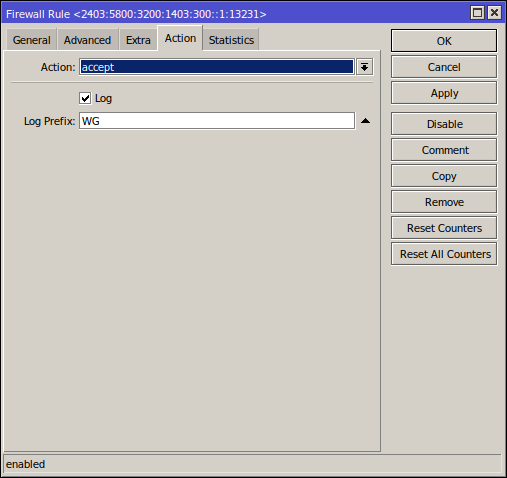 Firewall Rule <2403:5800:3200:1403:300::1:13231>
General Advanced Extra Action Statistics
Action: accept
Log
Log Prefix: WG
OK
Cancel
Apply
Disable
Comment
Copy
Remove
Reset Counters
Reset All Counters
enabled